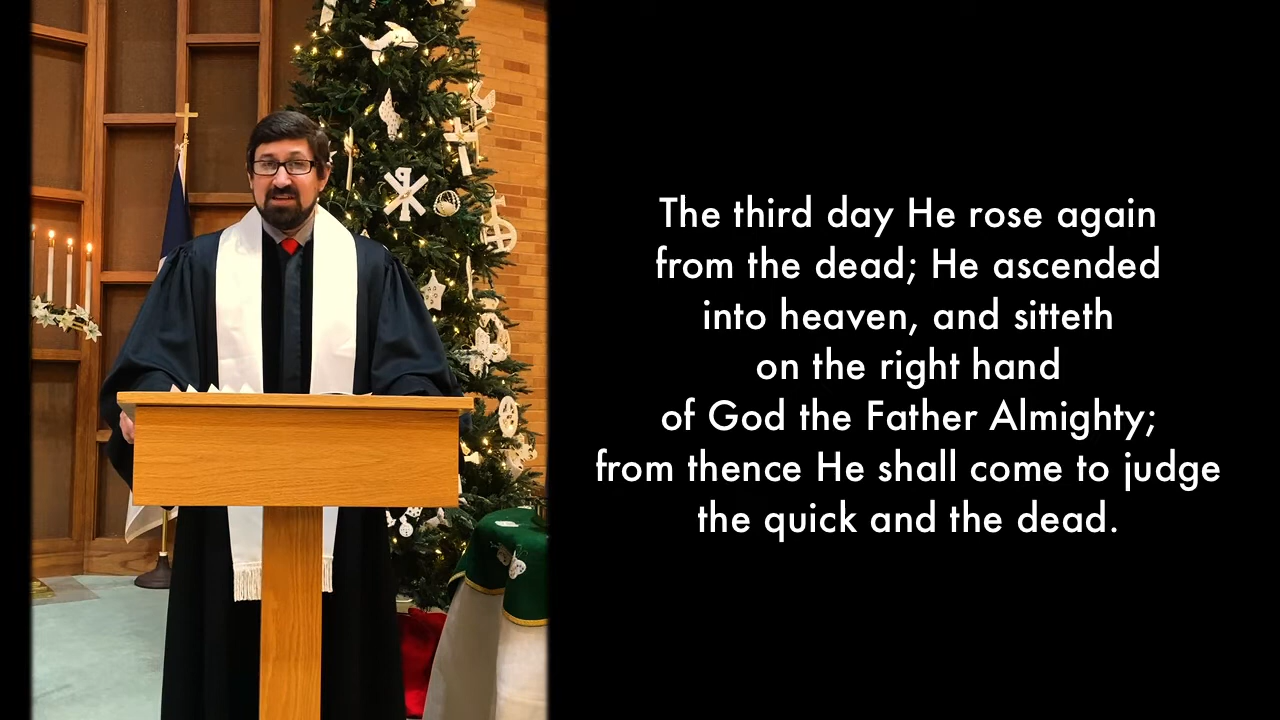 The third day He rose again
from the dead; He ascended
into heaven, and sitteth
on the right hand
of God the Father Almighty;
from thence He shall come to judge
the quick and the dead.